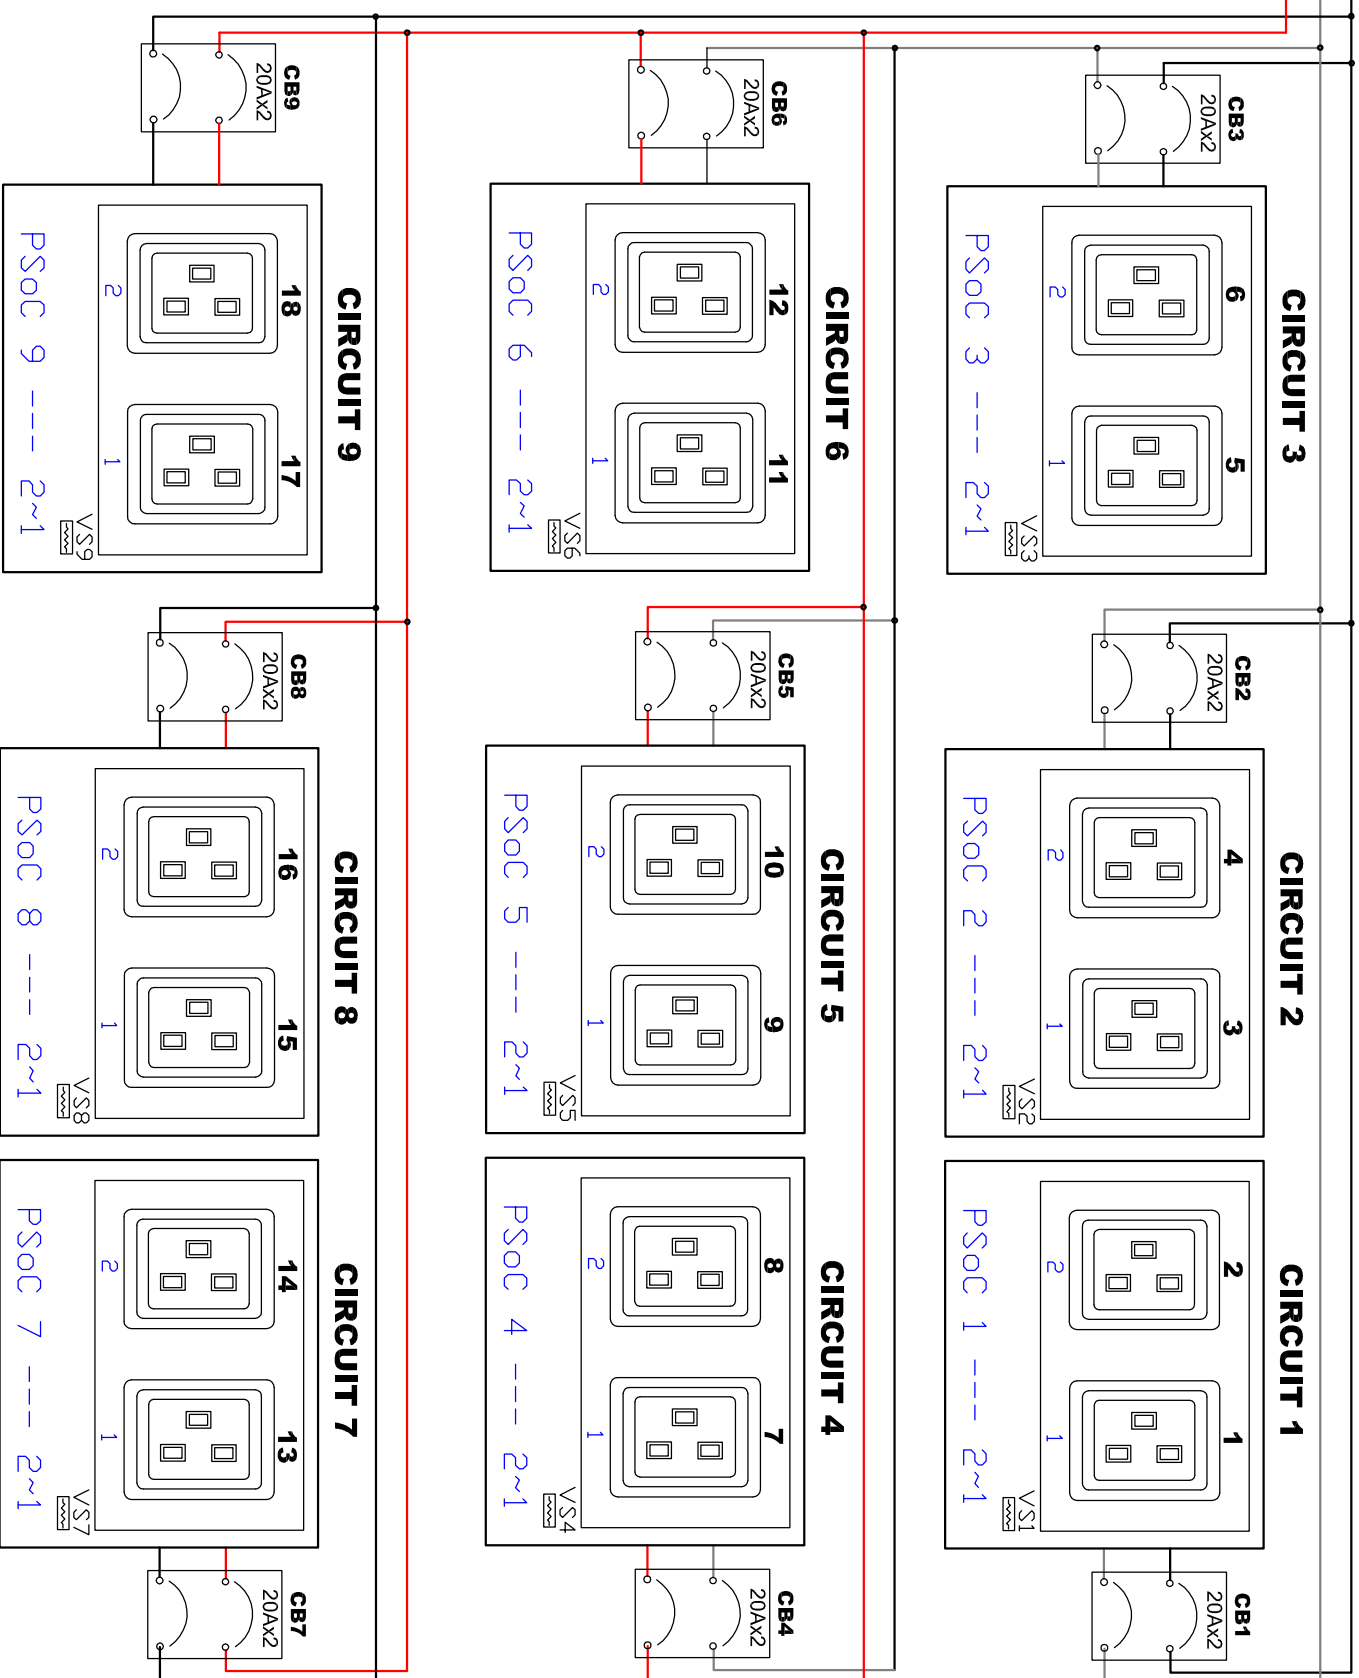 CIRCUIT 1
CB1
20Ax2
1
2
1
2
VS1
PSoC 1 --- 2~1
CIRCUIT 2
CB2
20Ax2
4
3
2
1
VS2
PSoC 2 --- 2~1
CIRCUIT 3
CB3
20Ax2
6
5
2
1
VS3
PSoC 3 --- 2~1
CIRCUIT 4
CB4
20Ax2
8
7
2
1
VS4
PSoC 4 --- 2~1
CIRCUIT 5
CB5
20Ax2
10
9
2
1
VS5
PSoC 5 --- 2~1
CIRCUIT 6
CB6
20Ax2
12
11
2
1
VS6
PSoC 6 --- 2~1
CIRCUIT 7
CB7
20Ax2
14
13
2
1
VS7
PSoC 7 --- 2~1
CIRCUIT 8
CB8
20Ax2
16
15
2
1
VS8
PSoC 8 --- 2~1
CIRCUIT 9
CB9
20Ax2
18
17
2
1
VS9
PSoC 9 --- 2~1